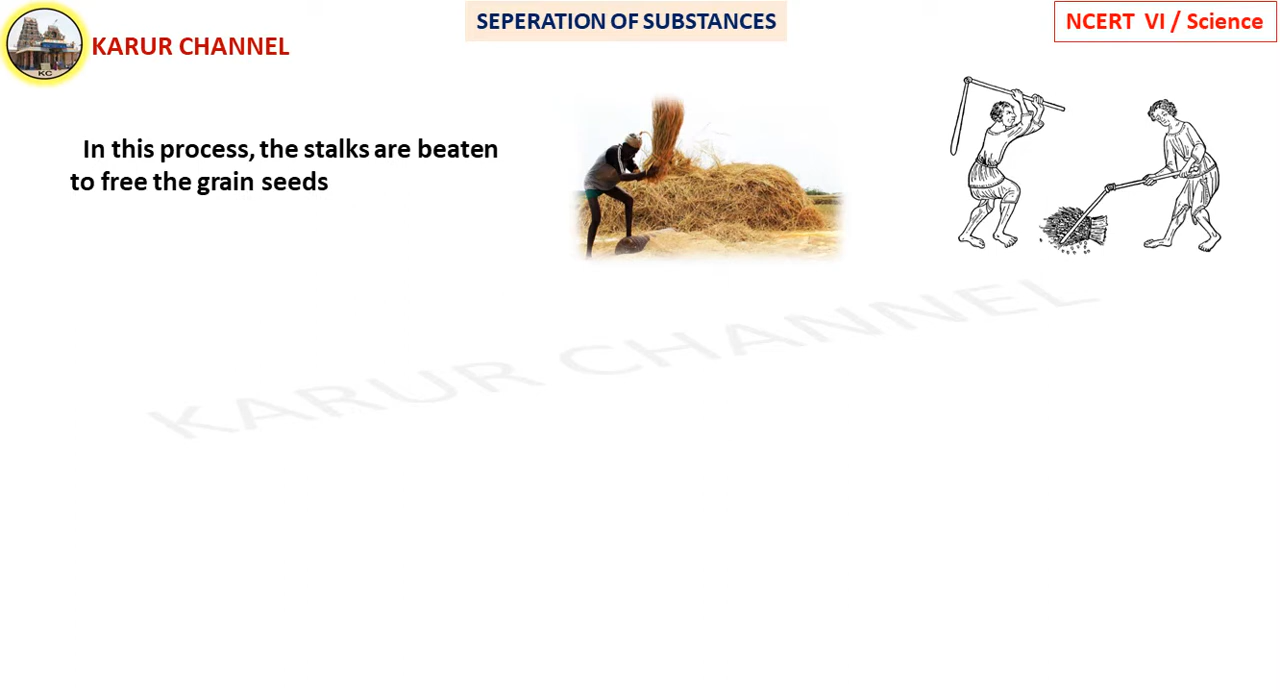 SEPERATION OF SUBSTANCES
NCERT VI / Science
KARUR CHANNEL
KC
In this process, the stalks are beaten
to free the grain seeds
KARUR CHANNEL